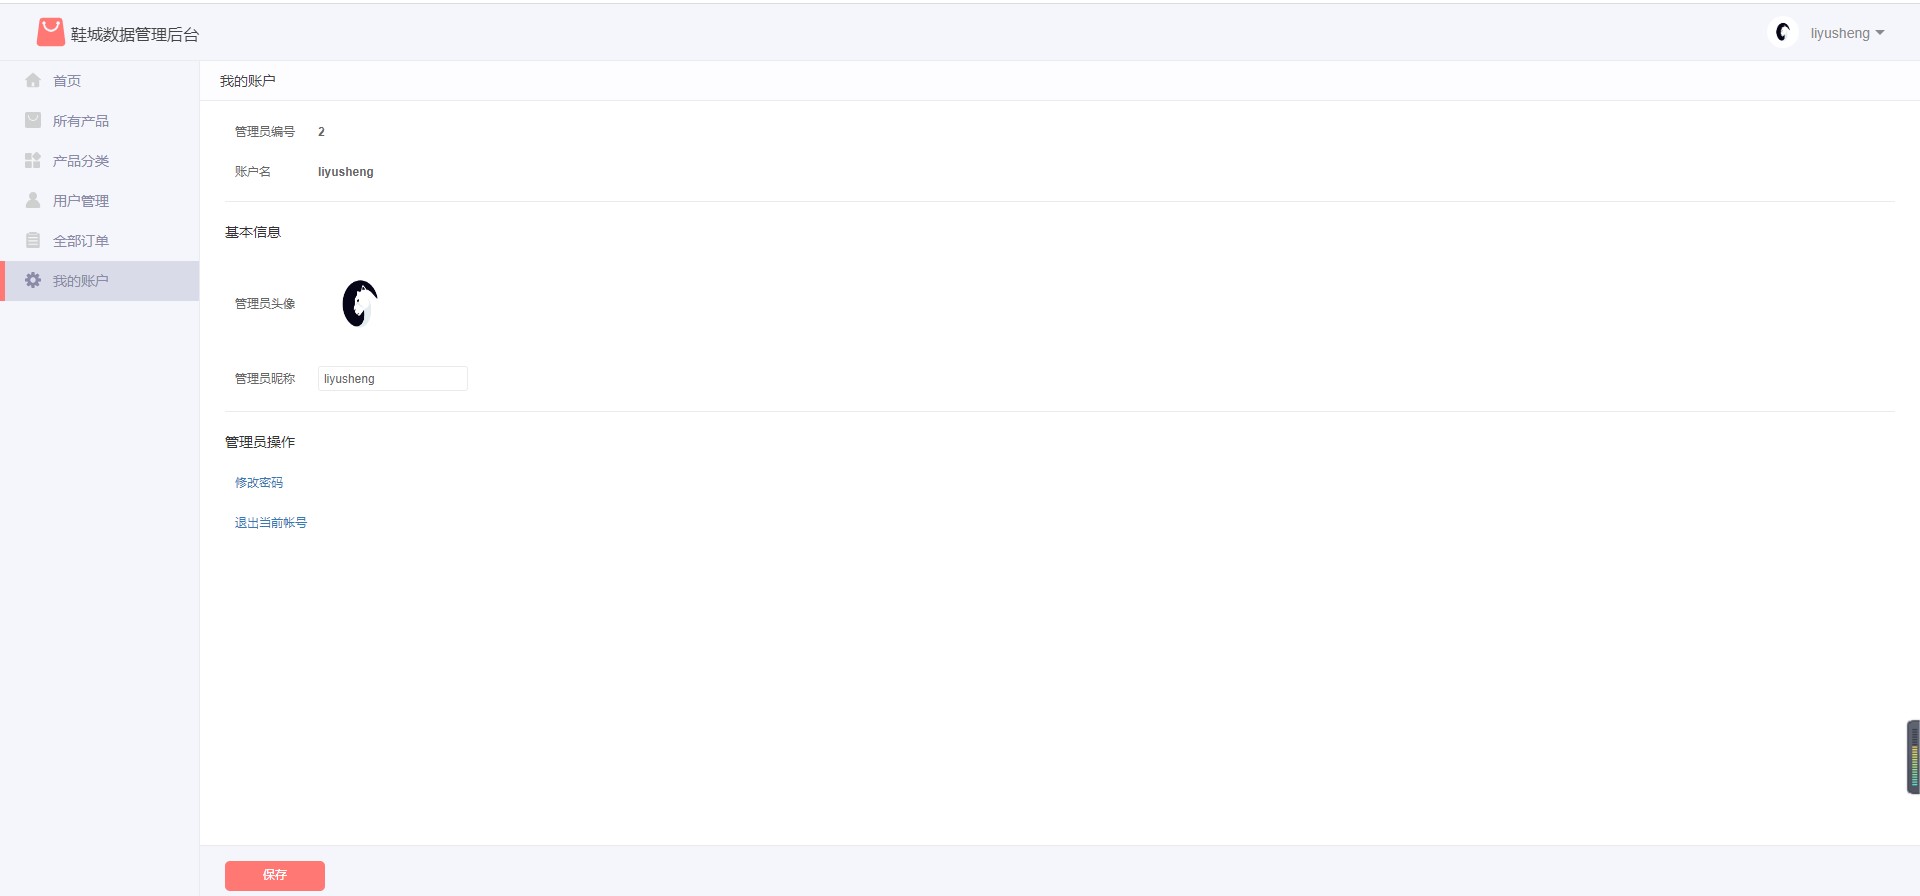 鞋城数据管理后台
liyusheng
首页
所有产品
产品分类
用户管理
全部订单
我的账户
我的账户
管理员编号 2
账户名 liyusheng
基本信息
管理员头像
管理员昵称 liyusheng
管理员操作
修改密码
退出当前帐号
保存